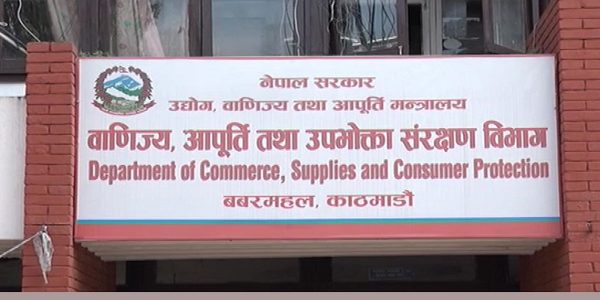 नेपाल सरकार
उद्योग, वाणिज्य तथा आपूर्ति मन्त्रालय
वाणिज्य, आपूर्ति तथा उपभोक्ता संरक्षण विभाग
Department of Commerce, Supplies and Consumer Protection
बबरमहल, काठमाडौं